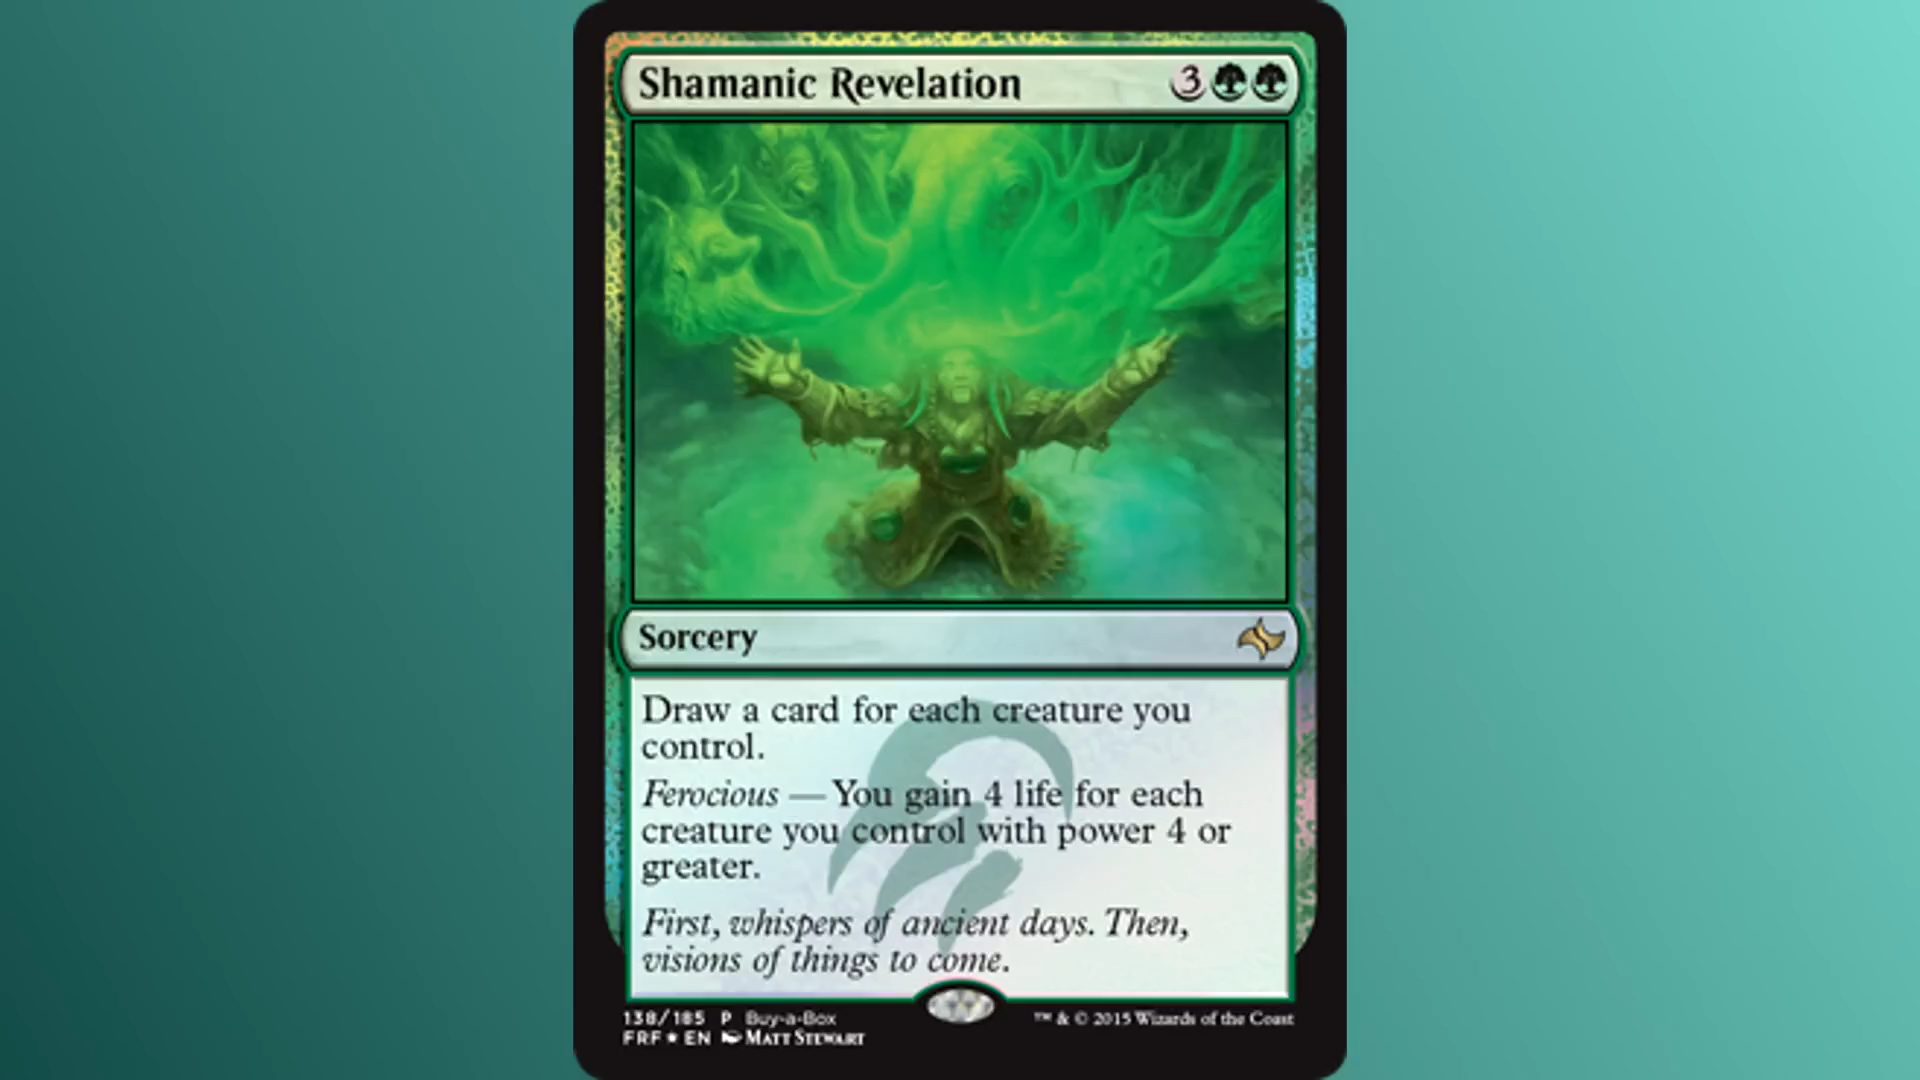 Shamanic Revelation 3
Sorcery
Draw a card for each creature you
control.
Ferocious — You gain 4 life for each
creature you control with power 4 or
greater.
First, whispers of ancient days. Then,
visions of things to come.
138/185 P Buy-a-Box
™ & © 2015 Wizards of the Coast
FRF★EN MATT STEWART